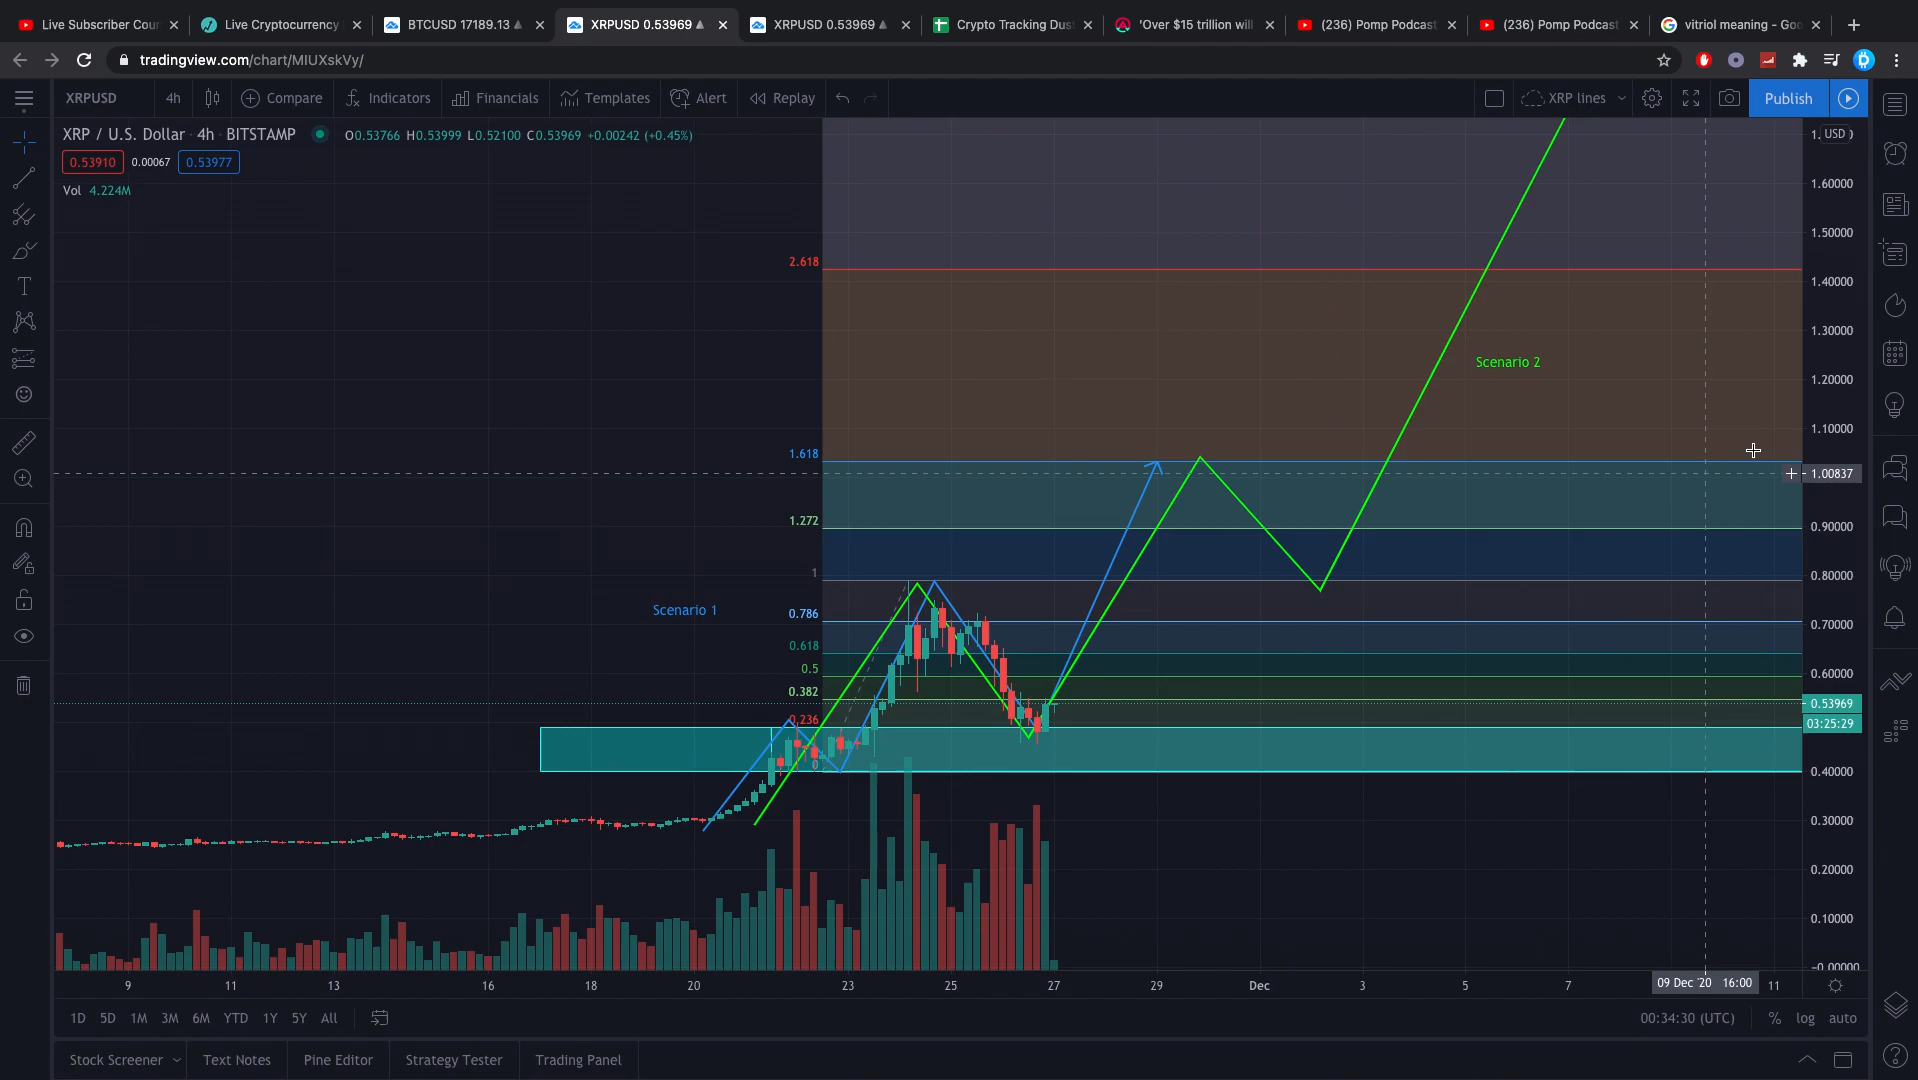 Live Subscriber Cour
Live Cryptocurrency
BTCUSD 17189.13
XRPUSD 0.53969
XRPUSD 0.53969
Crypto Tracking Dus
'Over $15 trillion will
(236) Pomp Podcast
(236) Pomp Podcast
vitriol meaning - Goo
tradingview.com/chart/MIUXskVy/
XRPUSD 4h Compare Indicators Financials Templates Alert Replay XRP lines Publish
XRP / U.S. Dollar · 4h · BITSTAMP O0.53766 H0.53999 L0.52100 C0.53969 +0.00242 (+0.45%)
0.53910 0.00067 0.53977
Vol 4.224M
USD
1.60000
1.50000
2.618
1.40000
1.30000
Scenario 2
1.20000
1.10000
1.618
1.00837
1.272
0.90000
1
0.80000
Scenario 1
0.786
0.70000
0.618
0.5
0.60000
0.382
0.53969
0.236
03:25:29
0
0.40000
0.30000
0.20000
0.10000
−0.00000
9 11 13 16 18 20 23 25 27 29 Dec 3 5 7 09 Dec '20 16:00 11
1D 5D 1M 3M 6M YTD 1Y 5Y All 00:34:30 (UTC) % log auto
Stock Screener Text Notes Pine Editor Strategy Tester Trading Panel